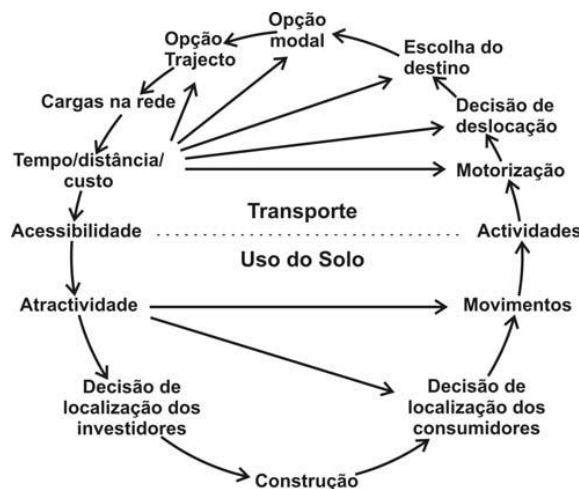 Opção
modal
Opção
Trajecto
Escolha do
destino
Cargas na rede
Decisão de
deslocação
Tempo/distância/
custo
Motorização
Transporte
Acessibilidade
Actividades
Uso do Solo
Atractividade
Movimentos
Decisão de
localização dos
investidores
Decisão de
localização dos
consumidores
Construção